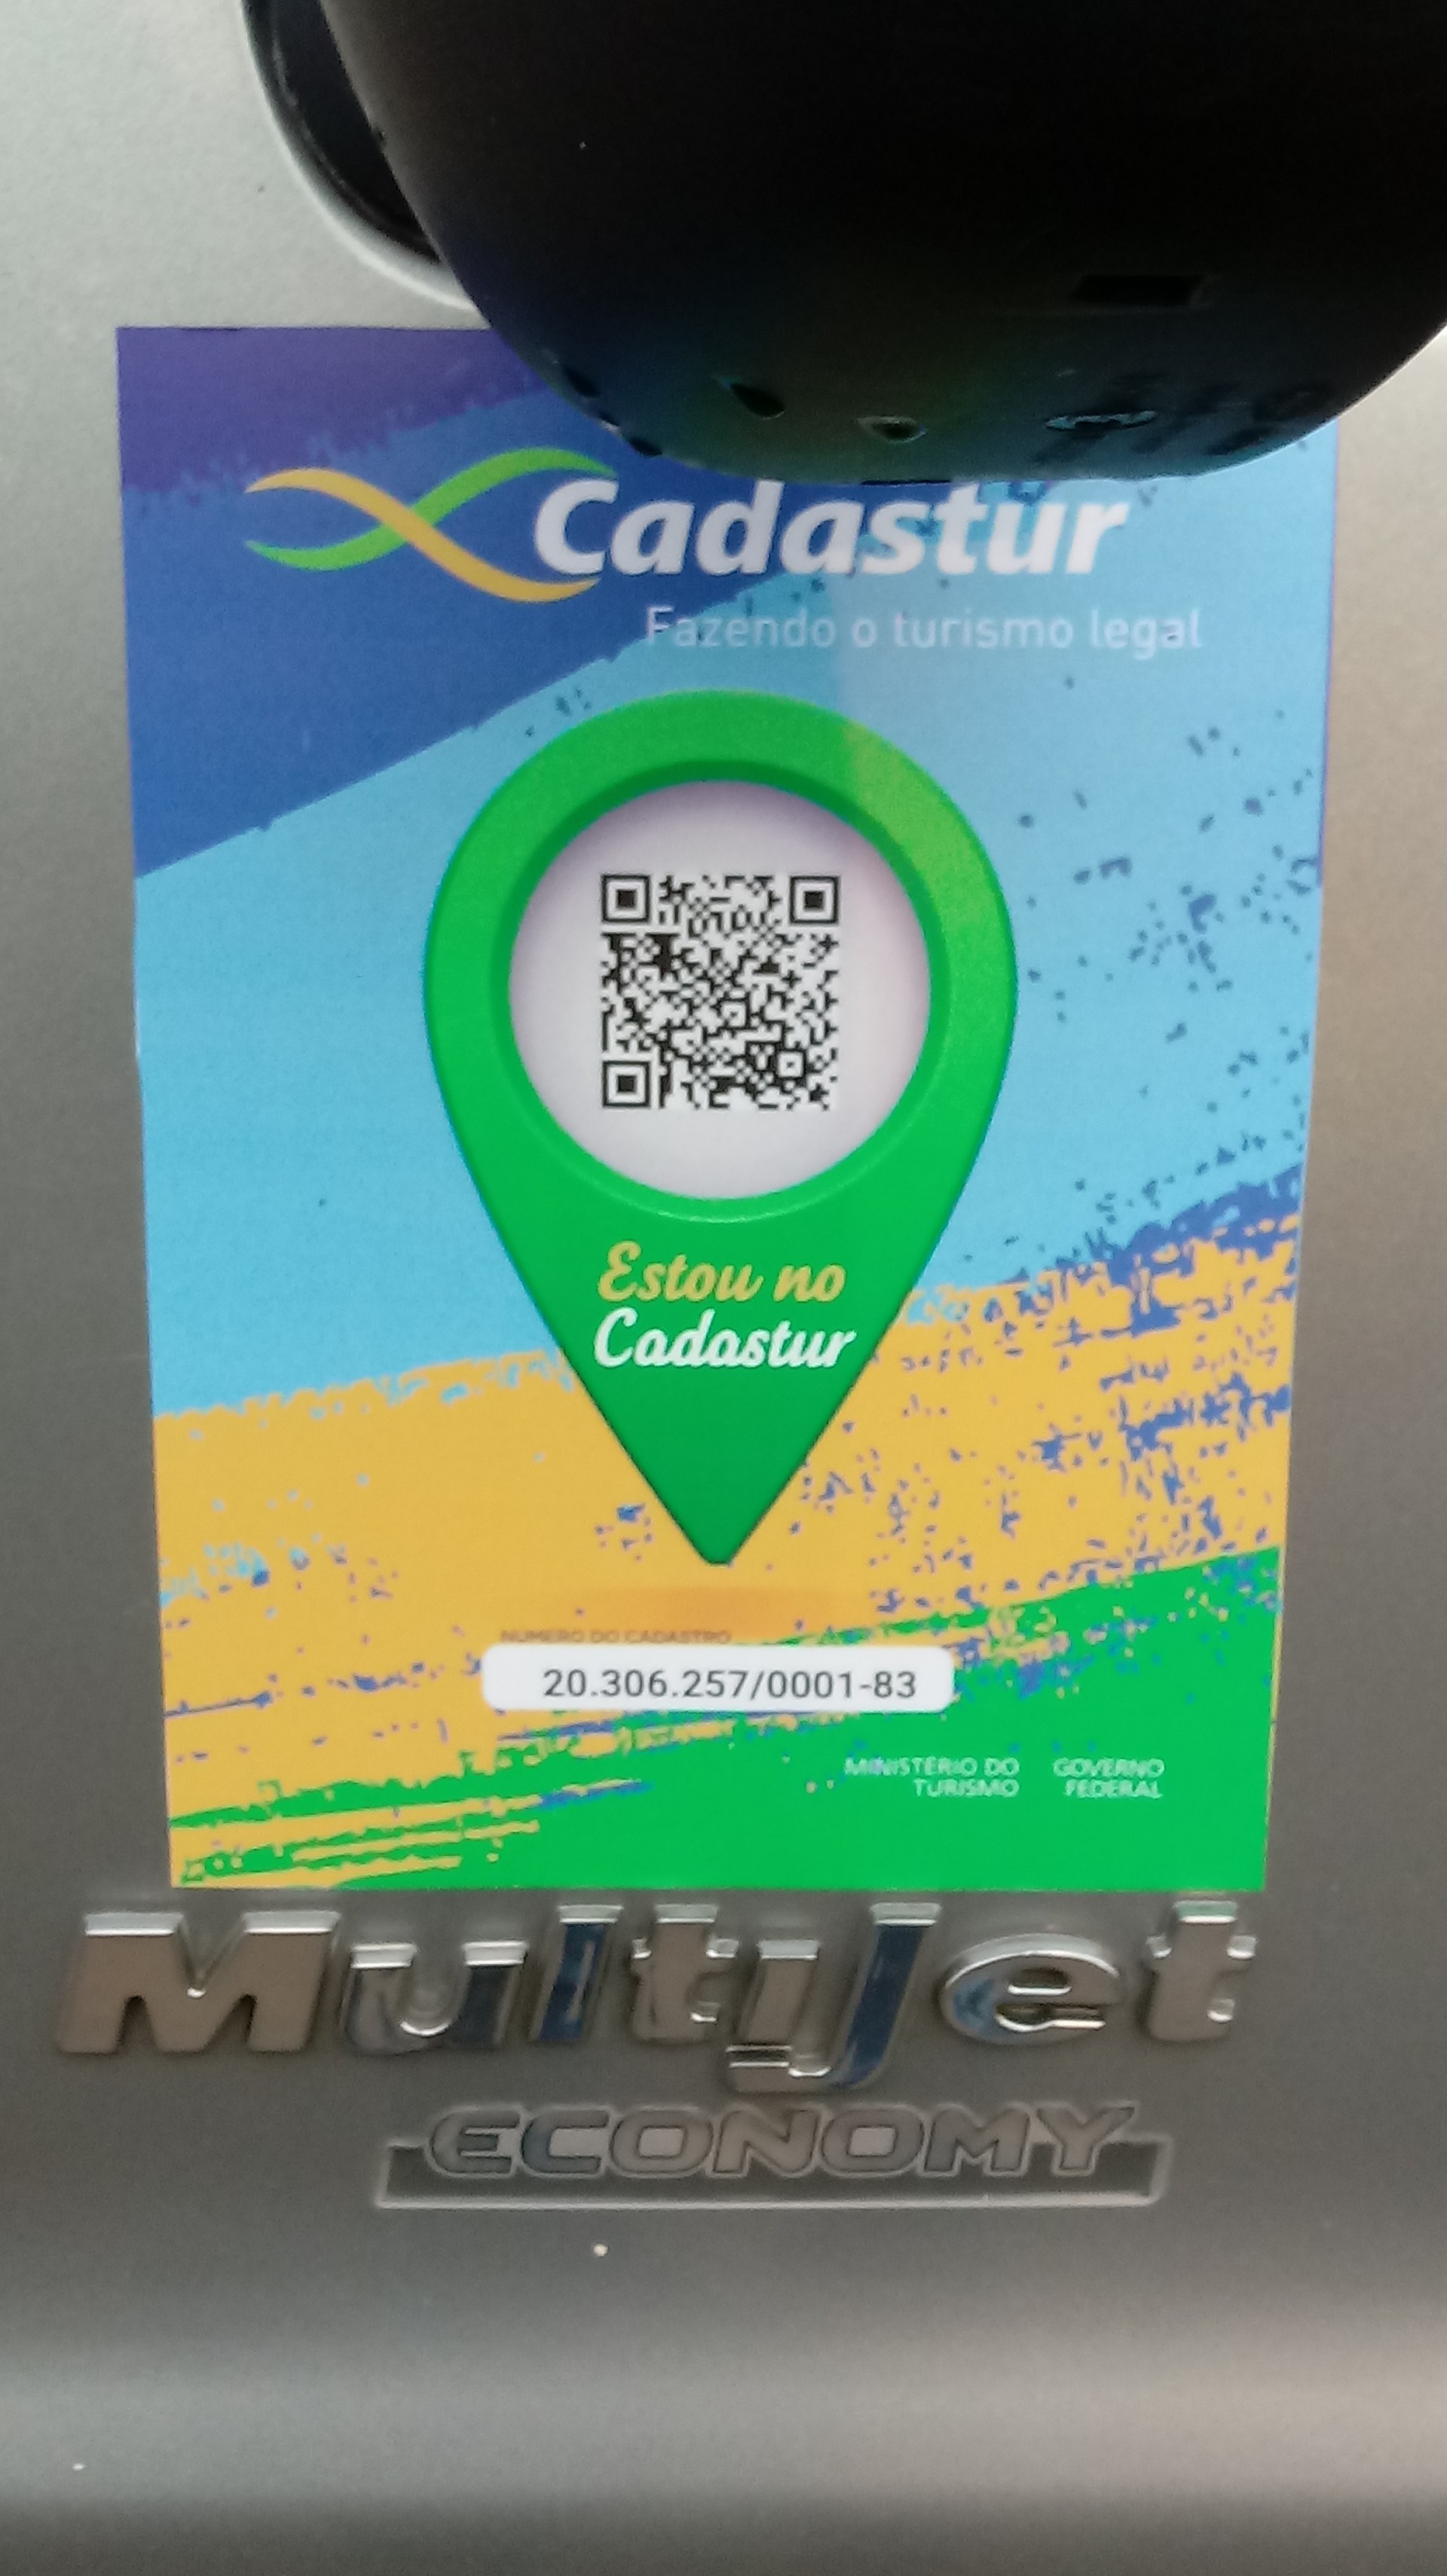 Cadastur
Fazendo o turismo legal
Estou no
Cadastur
NUMERO DO CADASTRO
20.306.257/0001-83
MINISTÉRIO DO TURISMO
GOVERNO FEDERAL
MultiJet
ECONOMY